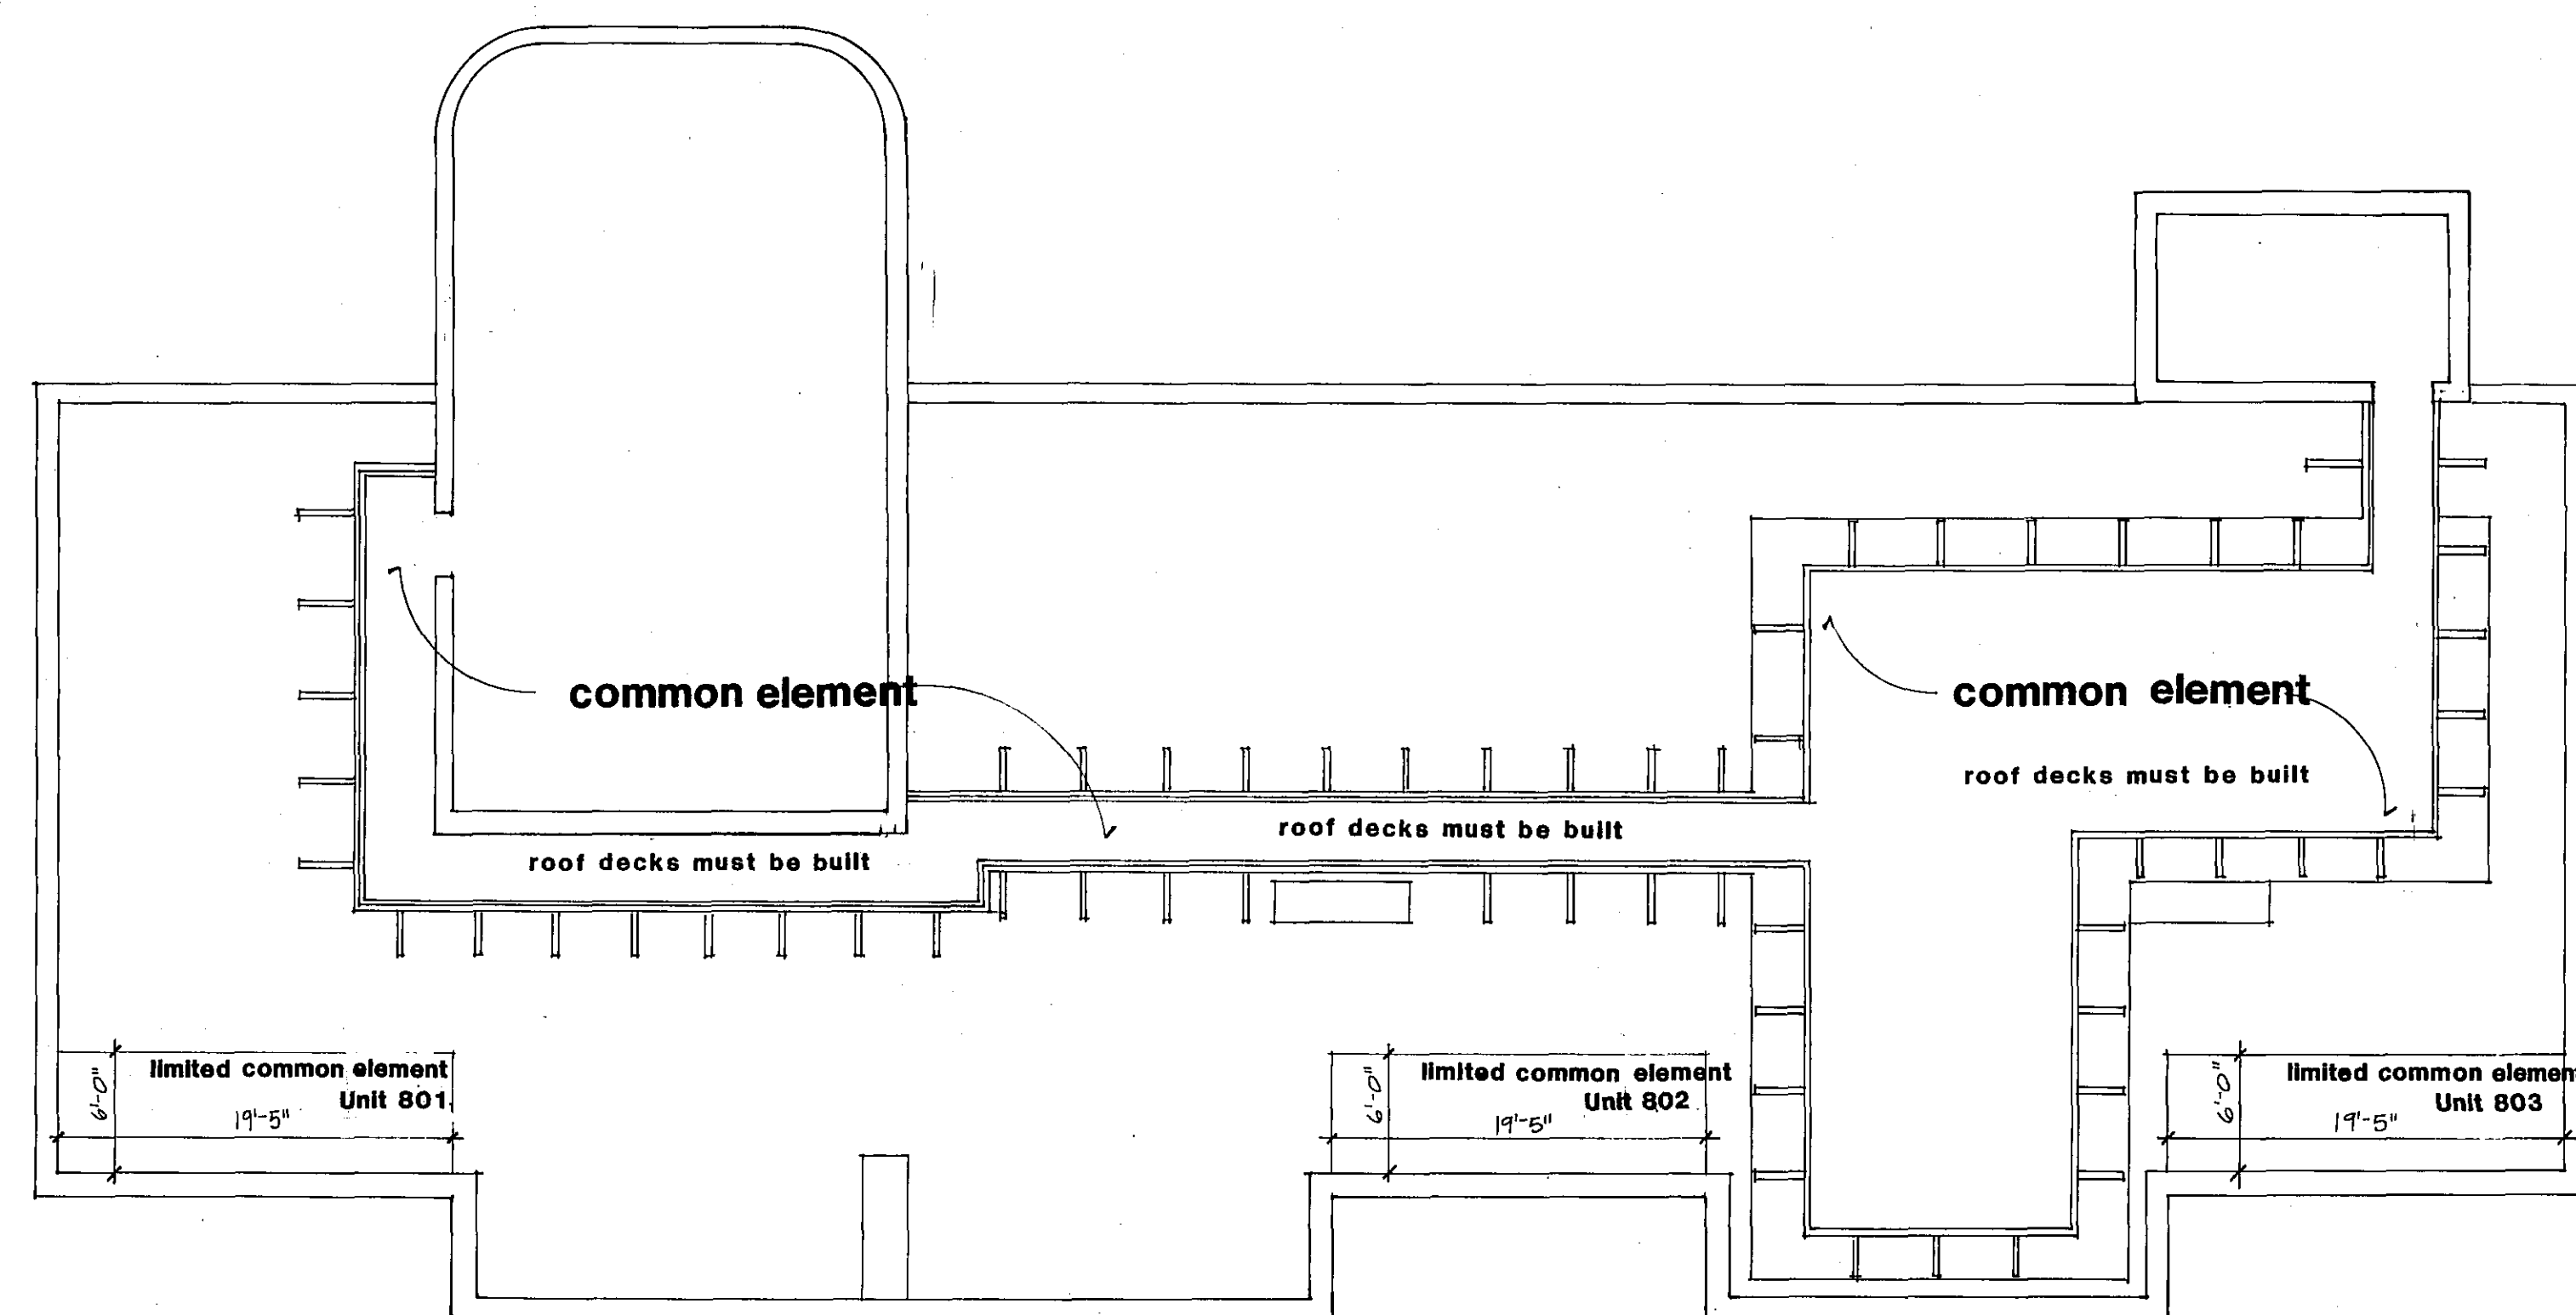 common element
common element
roof decks must be built
roof decks must be built
roof decks must be built
limited common element
Unit 801
6'-0"
19'-5"
limited common element
Unit 802
6'-0"
19'-5"
limited common elemen
Unit 803
6'-0"
19'-5"